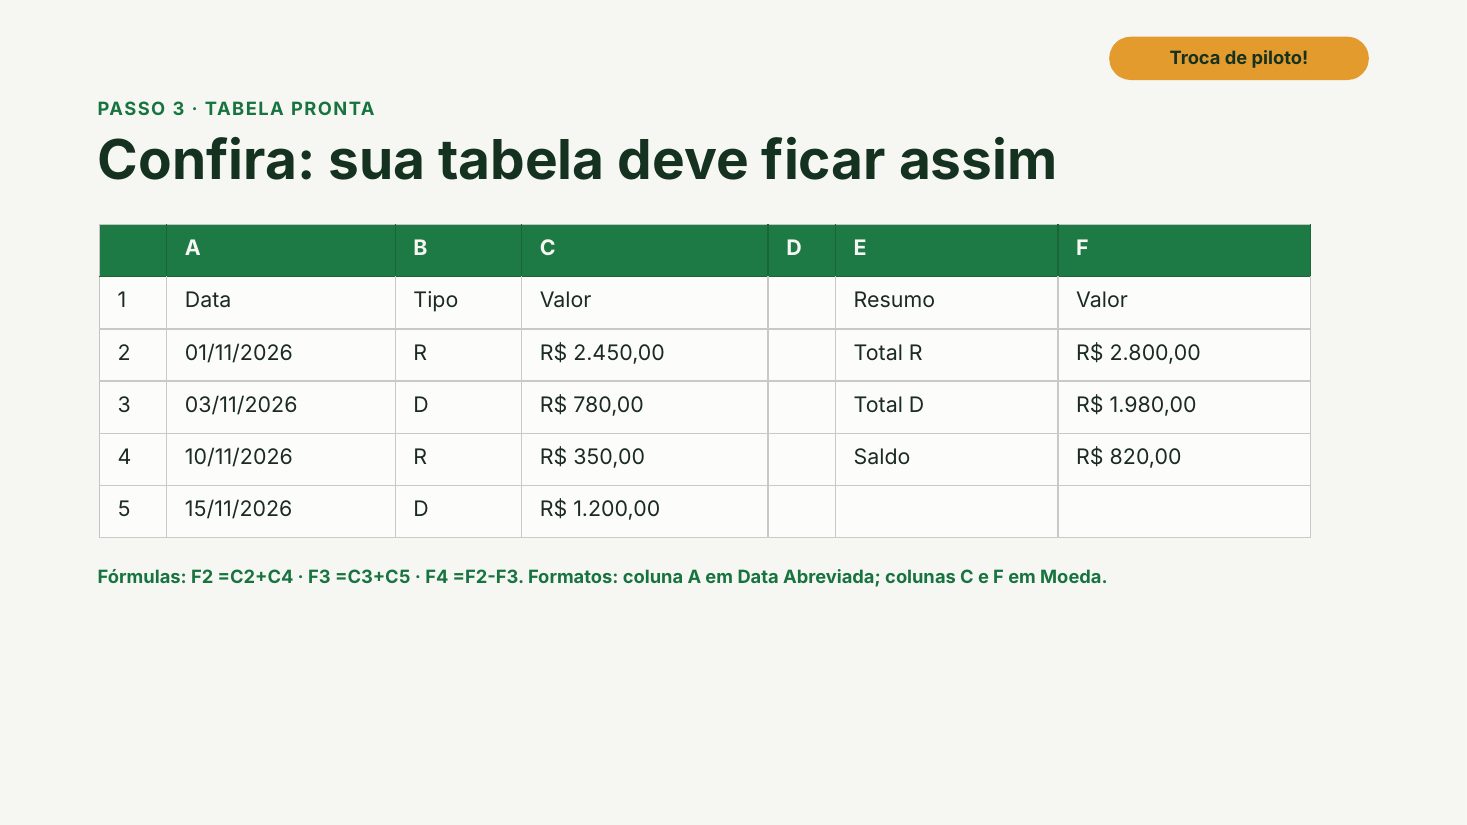 Troca de piloto!
PASSO 3 · TABELA PRONTA
Confira: sua tabela deve ficar assim
A B C D E F
1 Data Tipo Valor Resumo Valor
2 01/11/2026 R R$ 2.450,00 Total R R$ 2.800,00
3 03/11/2026 D R$ 780,00 Total D R$ 1.980,00
4 10/11/2026 R R$ 350,00 Saldo R$ 820,00
5 15/11/2026 D R$ 1.200,00
Fórmulas: F2 =C2+C4 · F3 =C3+C5 · F4 =F2-F3. Formatos: coluna A em Data Abreviada; colunas C e F em Moeda.